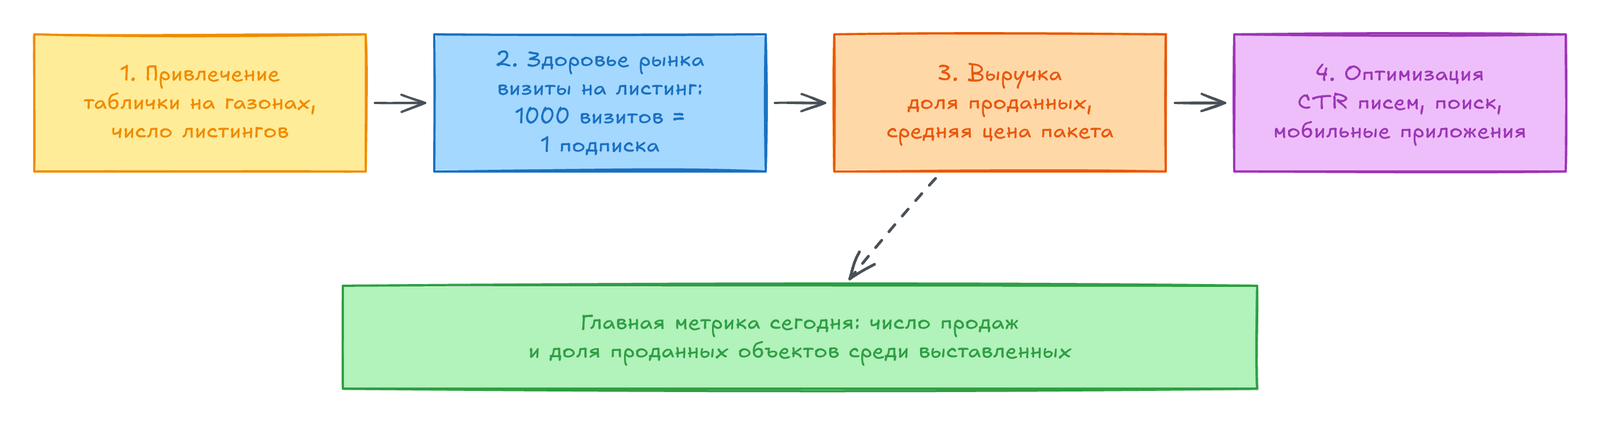 1. Привлечение
таблички на газонах,
число листингов
2. Здоровье рынка
визиты на листинг:
1000 визитов =
1 подписка
3. Выручка
доля проданных,
средняя цена пакета
4. Оптимизация
CTR писем, поиск,
мобильные приложения
Главная метрика сегодня: число продаж
и доля проданных объектов среди выставленных